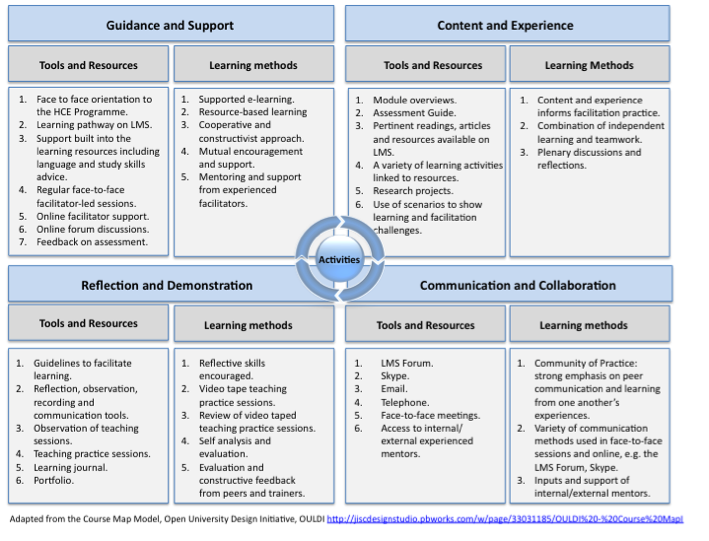 Guidance and Support
Tools and Resources
1. Face to face orientation to
the HCE Programme.
2. Learning pathway on LMS.
3. Support built into the
learning resources including
language and study skills
advice.
4. Regular face-to-face
facilitator-led sessions.
5. Online facilitator support.
6. Online forum discussions.
7. Feedback on assessment.
Learning methods
1. Supported e-learning.
2. Resource-based learning
3. Cooperative and
constructivist approach.
4. Mutual encouragement
and support.
5. Mentoring and support
from experienced
facilitators.
Content and Experience
Tools and Resources
1. Module overviews.
2. Assessment Guide.
3. Pertinent readings, articles
and resources available on
LMS.
4. A variety of learning activities
linked to resources.
5. Research projects.
6. Use of scenarios to show
learning and facilitation
challenges.
Learning Methods
1. Content and experience
informs facilitation practice.
2. Combination of independent
learning and teamwork.
3. Plenary discussions and
reflections.
Activities
Reflection and Demonstration
Tools and Resources
1. Guidelines to facilitate
learning.
2. Reflection, observation,
recording and
communication tools.
3. Observation of teaching
sessions.
4. Teaching practice sessions.
5. Learning journal.
6. Portfolio.
Learning methods
1. Reflective skills
encouraged.
2. Video tape teaching
practice sessions.
3. Review of video taped
teaching practice sessions.
4. Self analysis and
evaluation.
5. Evaluation and
constructive feedback
from peers and trainers.
Communication and Collaboration
Tools and Resources
1. LMS Forum.
2. Skype.
3. Email.
4. Telephone.
5. Face-to-face meetings.
6. Access to internal/
external experienced
mentors.
Learning methods
1. Community of Practice:
strong emphasis on peer
communication and learning
from one another's
experiences.
2. Variety of communication
methods used in face-to-face
sessions and online, e.g. the
LMS Forum, Skype.
3. Inputs and support of
internal/external mentors.
Adapted from the Course Map Model, Open University Design Initiative, OULDI http://jiscdesignstudio.pbworks.com/w/page/33031185/OULDI%20-%20Course%20MapI